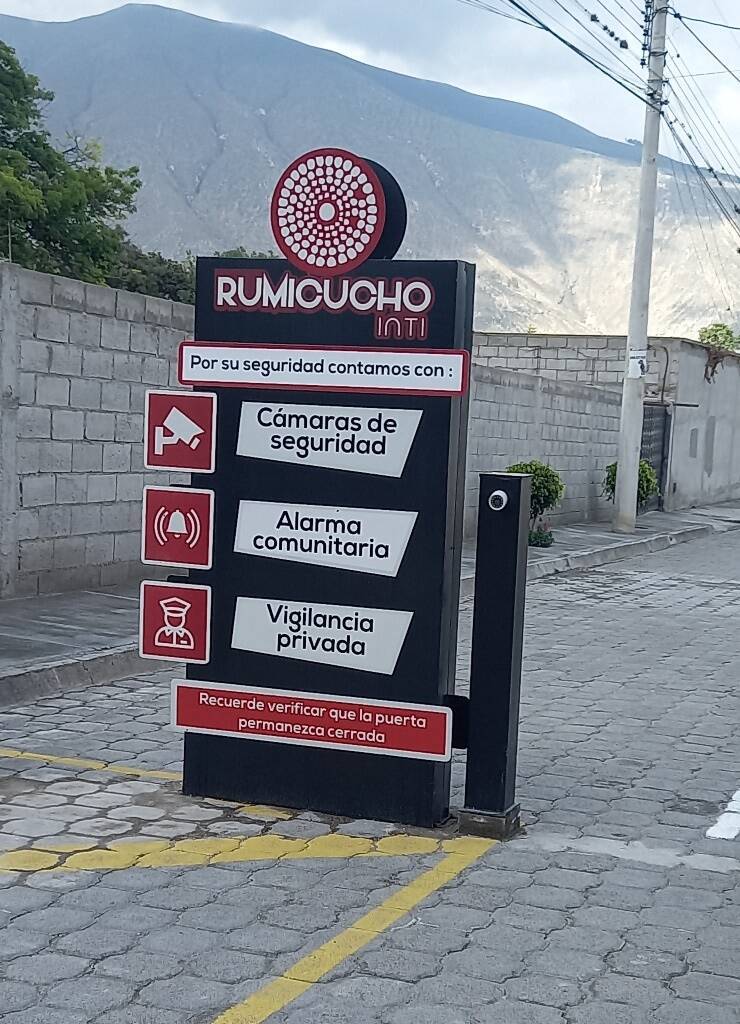 RUMICUCHO
INTI
Por su seguridad contamos con :
Cámaras de
seguridad
Alarma
comunitaria
Vigilancia
privada
Recuerde verificar que la puerta
permanezca cerrada